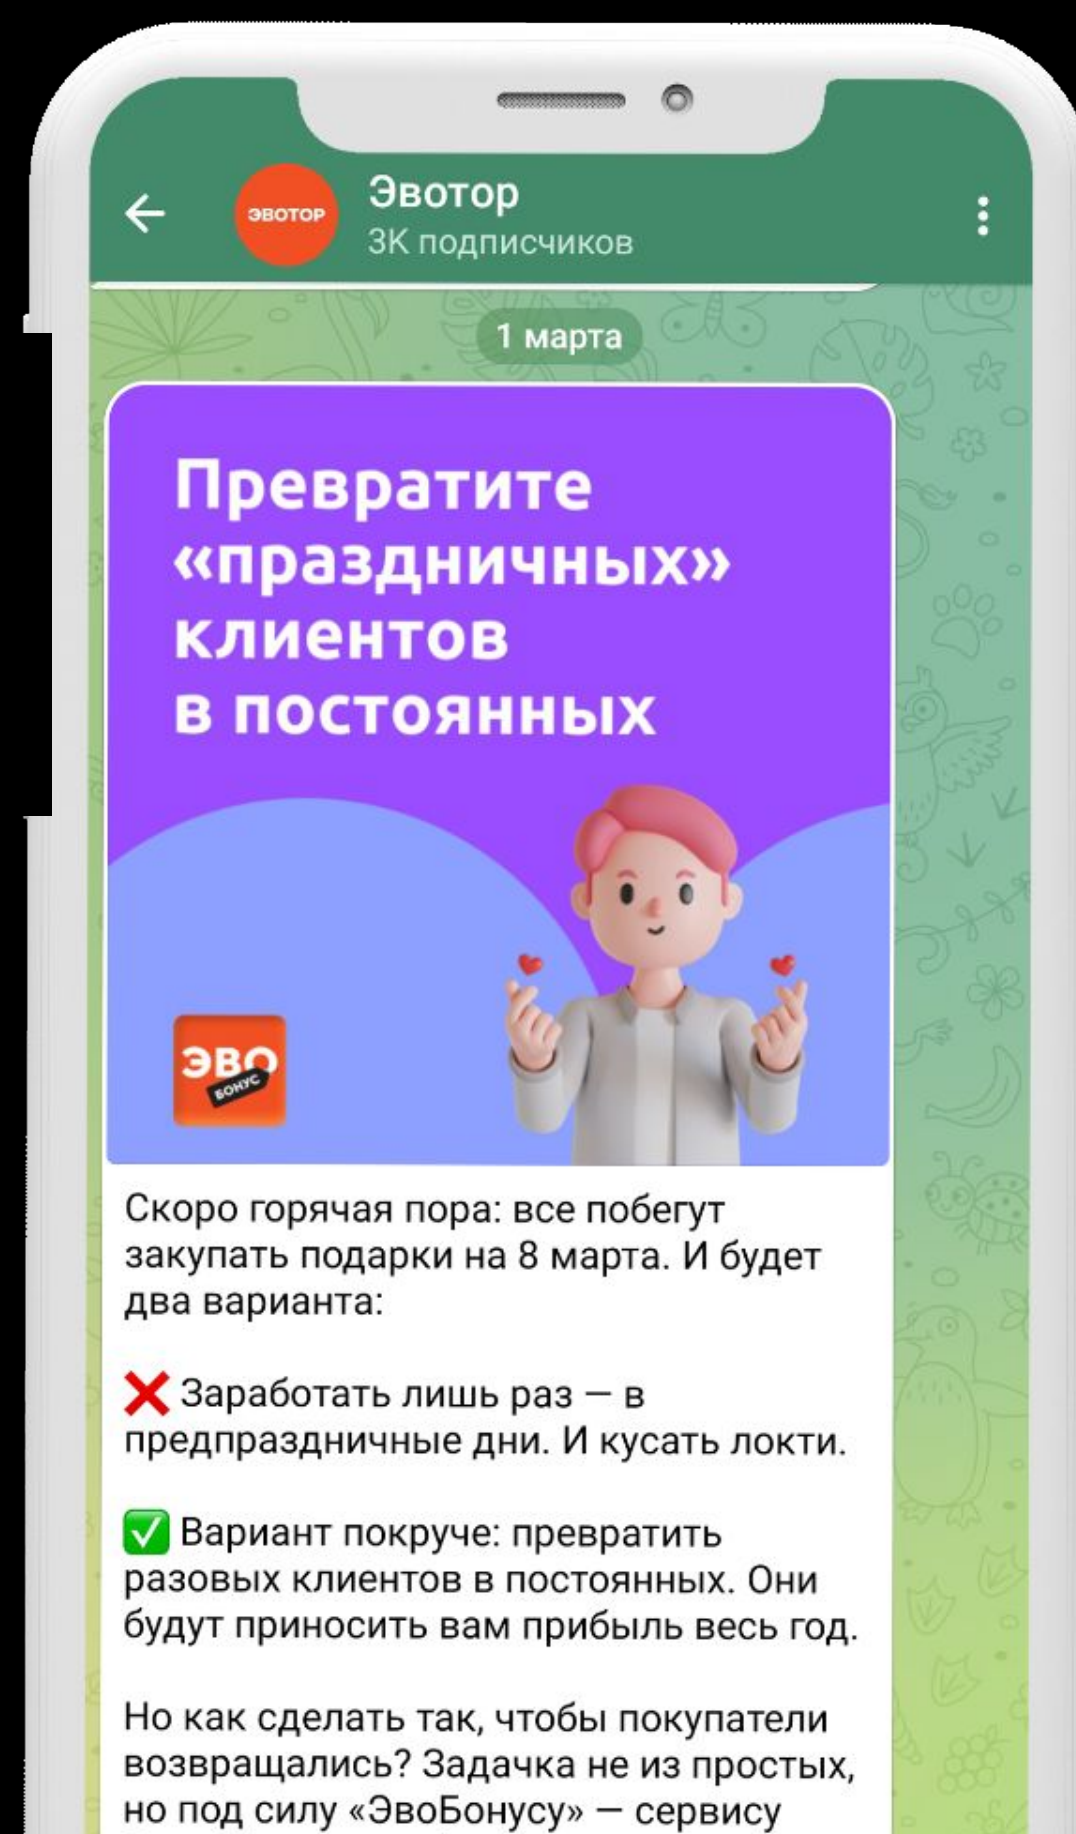 ЭВОТОР
Эвотор
3K подписчиков
1 марта
Превратите
«праздничных»
клиентов
в постоянных
ЭВО
БОНУС
Скоро горячая пора: все побегут
закупать подарки на 8 марта. И будет
два варианта:
❌ Заработать лишь раз — в
предпраздничные дни. И кусать локти.
✅ Вариант покруче: превратить
разовых клиентов в постоянных. Они
будут приносить вам прибыль весь год.
Но как сделать так, чтобы покупатели
возвращались? Задачка не из простых,
но под силу «ЭвоБонусу» — сервису